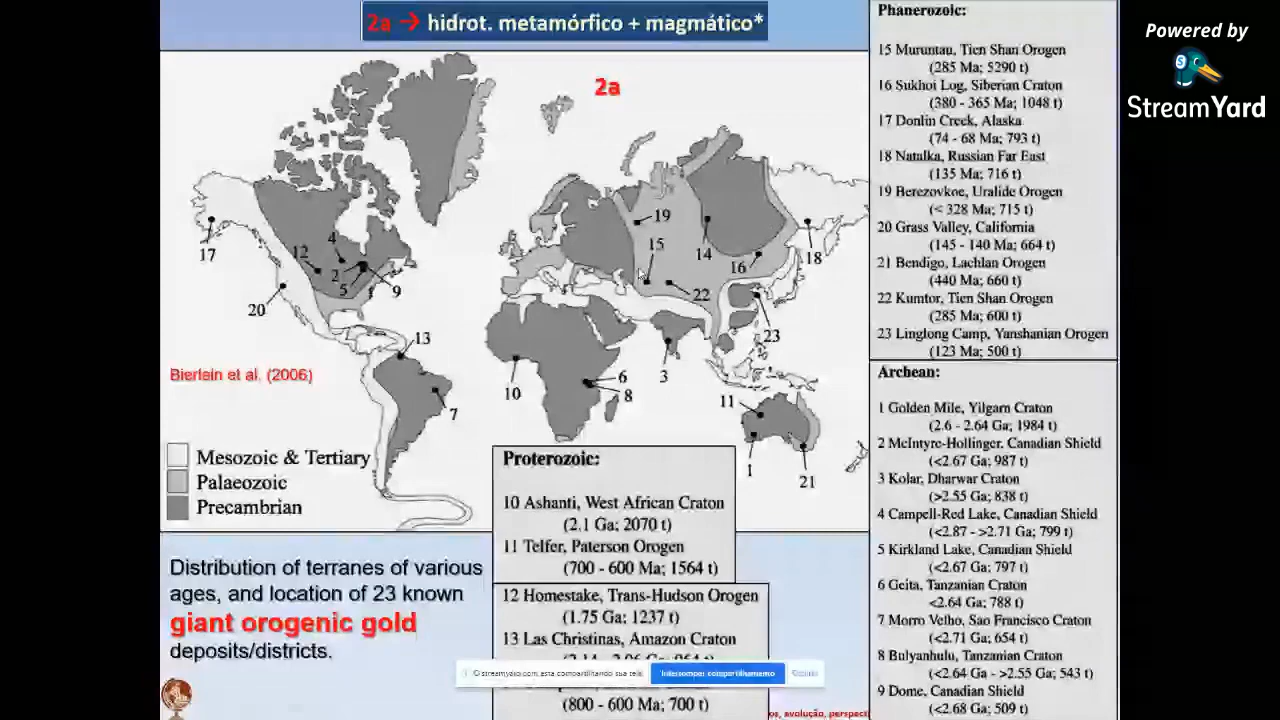 2a → hidrot. metamórfico + magmático*
2a
Powered by
StreamYard
17
12
4
2
5
9
20
13
7
10
6
8
3
19
15
14
16
22
18
23
11
1
21
Bierlein et al. (2006)
Mesozoic & Tertiary
Palaeozoic
Precambrian
Distribution of terranes of various
ages, and location of 23 known
giant orogenic gold
deposits/districts.
Proterozoic:
10 Ashanti, West African Craton
(2.1 Ga; 2070 t)
11 Telfer, Paterson Orogen
(700 - 600 Ma; 1564 t)
12 Homestake, Trans-Hudson Orogen
(1.75 Ga; 1237 t)
13 Las Christinas, Amazon Craton
streamyard.com está compartilhando sua tela.
Interromper compartilhamento
Ocultar
(800 - 600 Ma; 700 t)
os, evolução, perspect
Phanerozoic:
15 Muruntau, Tien Shan Orogen
(285 Ma; 5290 t)
16 Sukhoi Log, Siberian Craton
(380 - 365 Ma; 1048 t)
17 Donlin Creek, Alaska
(74 - 68 Ma; 793 t)
18 Natalka, Russian Far East
(135 Ma; 716 t)
19 Berezovkoe, Uralide Orogen
(< 328 Ma; 715 t)
20 Grass Valley, California
(145 - 140 Ma; 664 t)
21 Bendigo, Lachlan Orogen
(440 Ma; 660 t)
22 Kumtor, Tien Shan Orogen
(285 Ma; 600 t)
23 Linglong Camp, Yanshanian Orogen
(123 Ma; 500 t)
Archean:
1 Golden Mile, Yilgarn Craton
(2.6 - 2.64 Ga; 1984 t)
2 McIntyre-Hollinger, Canadian Shield
(<2.67 Ga; 987 t)
3 Kolar, Dharwar Craton
(>2.55 Ga; 838 t)
4 Campell-Red Lake, Canadian Shield
(<2.87 - >2.71 Ga; 799 t)
5 Kirkland Lake, Canadian Shield
(<2.67 Ga; 797 t)
6 Geita, Tanzanian Craton
<2.64 Ga; 788 t)
7 Morro Velho, Sao Francisco Craton
(<2.71 Ga; 654 t)
8 Bulyanhulu, Tanzanian Craton
(<2.64 Ga - >2.55 Ga; 543 t)
9 Dome, Canadian Shield
(<2.68 Ga; 509 t)